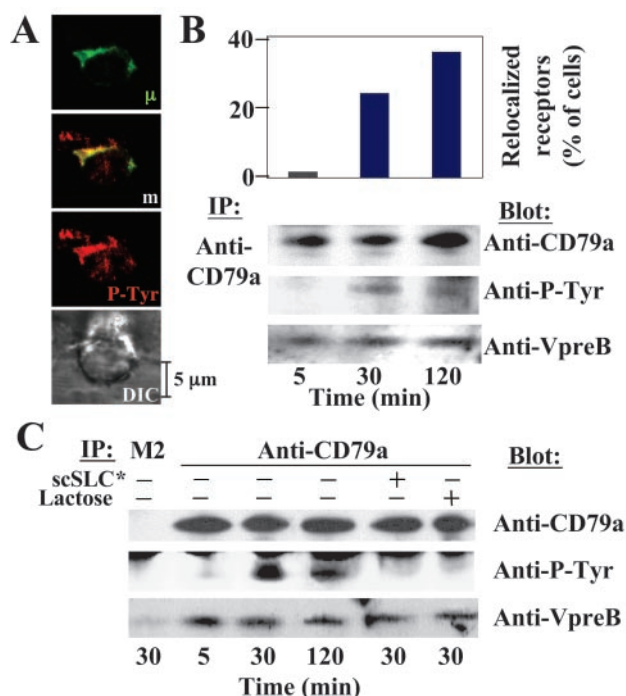 A
μ
m
P-Tyr
DIC
5 μm
B
40
20
0
Relocalized
receptors
(% of cells)
IP:
Blot:
Anti-
CD79a
Anti-CD79a
Anti-P-Tyr
Anti-VpreB
5 30 120
Time (min)
C
IP: M2 Anti-CD79a Blot:
scSLC* – – – – + –
Lactose – – – – – +
Anti-CD79a
Anti-P-Tyr
Anti-VpreB
30 5 30 120 30 30
Time (min)